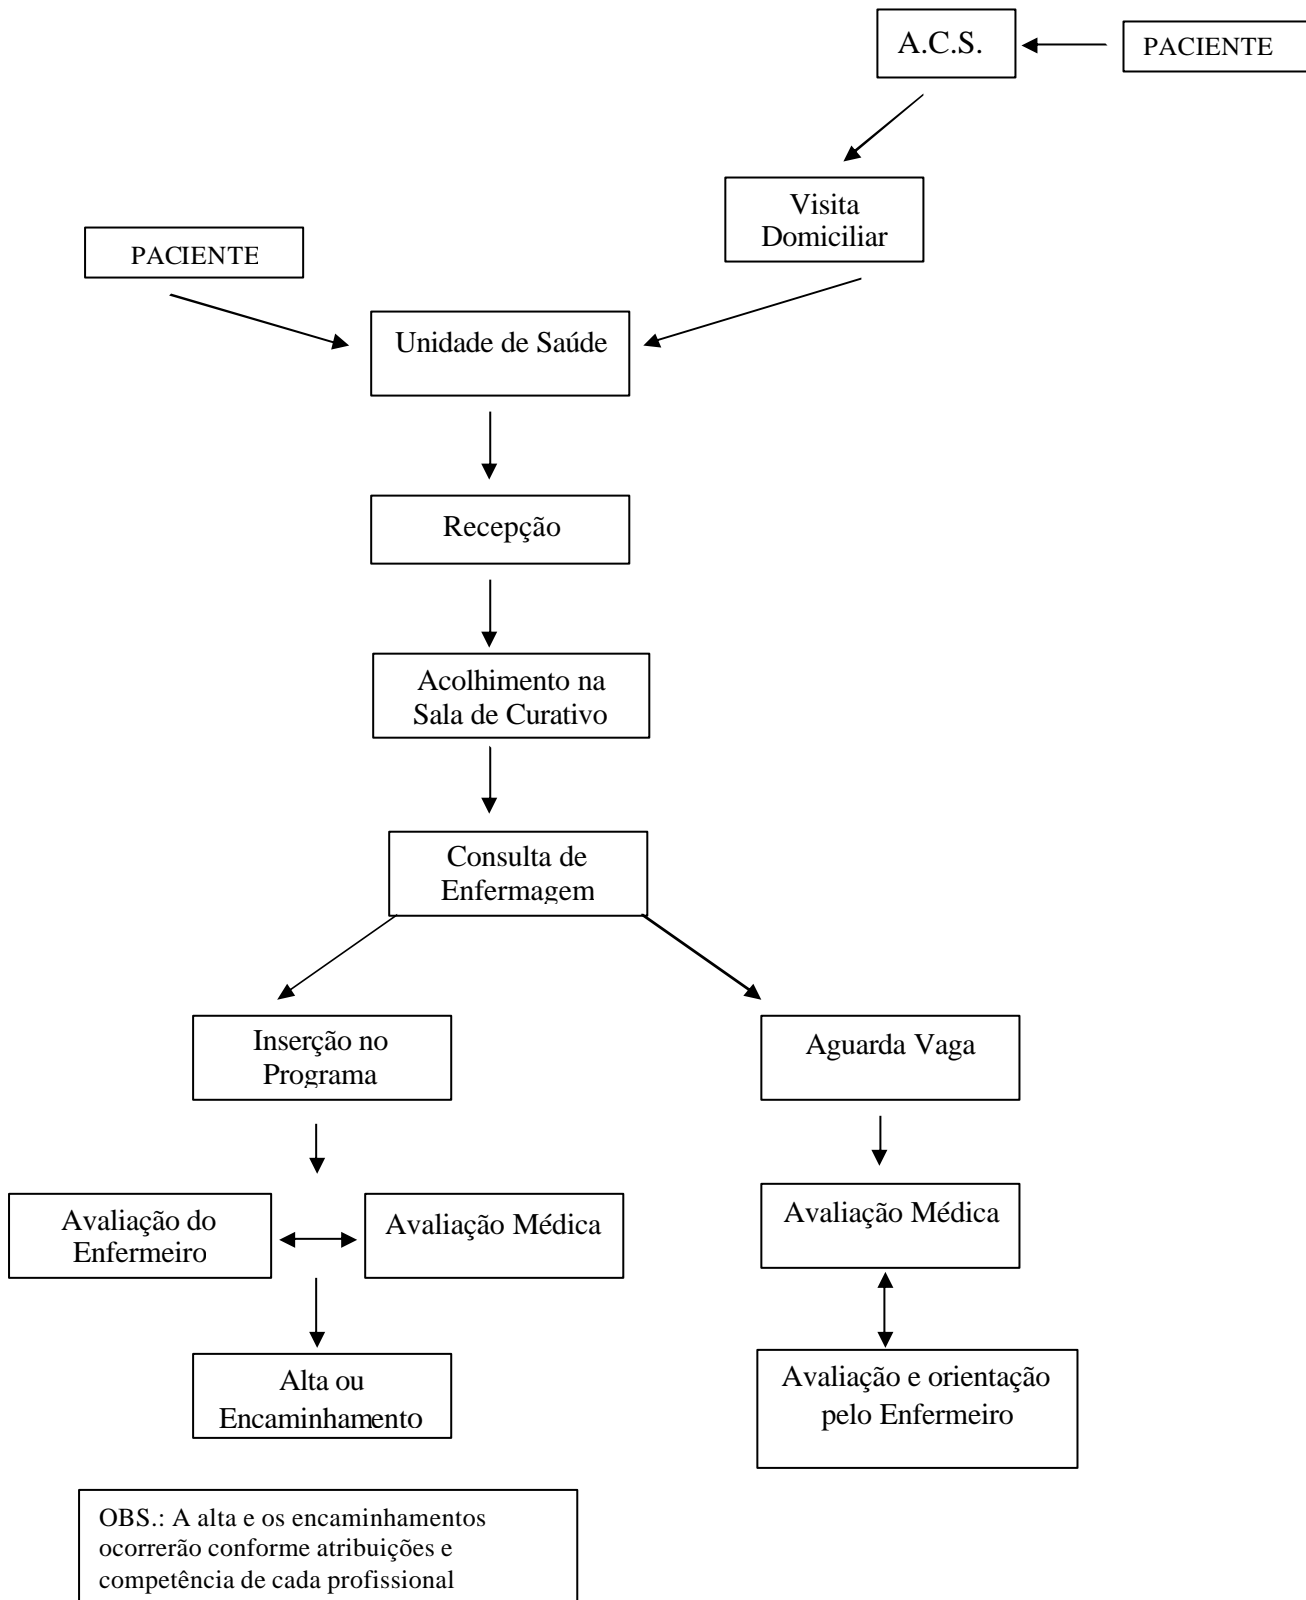 A.C.S.
PACIENTE
Visita
Domiciliar
PACIENTE
Unidade de Saúde
Recepção
Acolhimento na
Sala de Curativo
Consulta de
Enfermagem
Inserção no
Programa
Aguarda Vaga
Avaliação do
Enfermeiro
Avaliação Médica
Avaliação Médica
Alta ou
Encaminhamento
Avaliação e orientação
pelo Enfermeiro
OBS.: A alta e os encaminhamentos
ocorrerão conforme atribuições e
competência de cada profissional